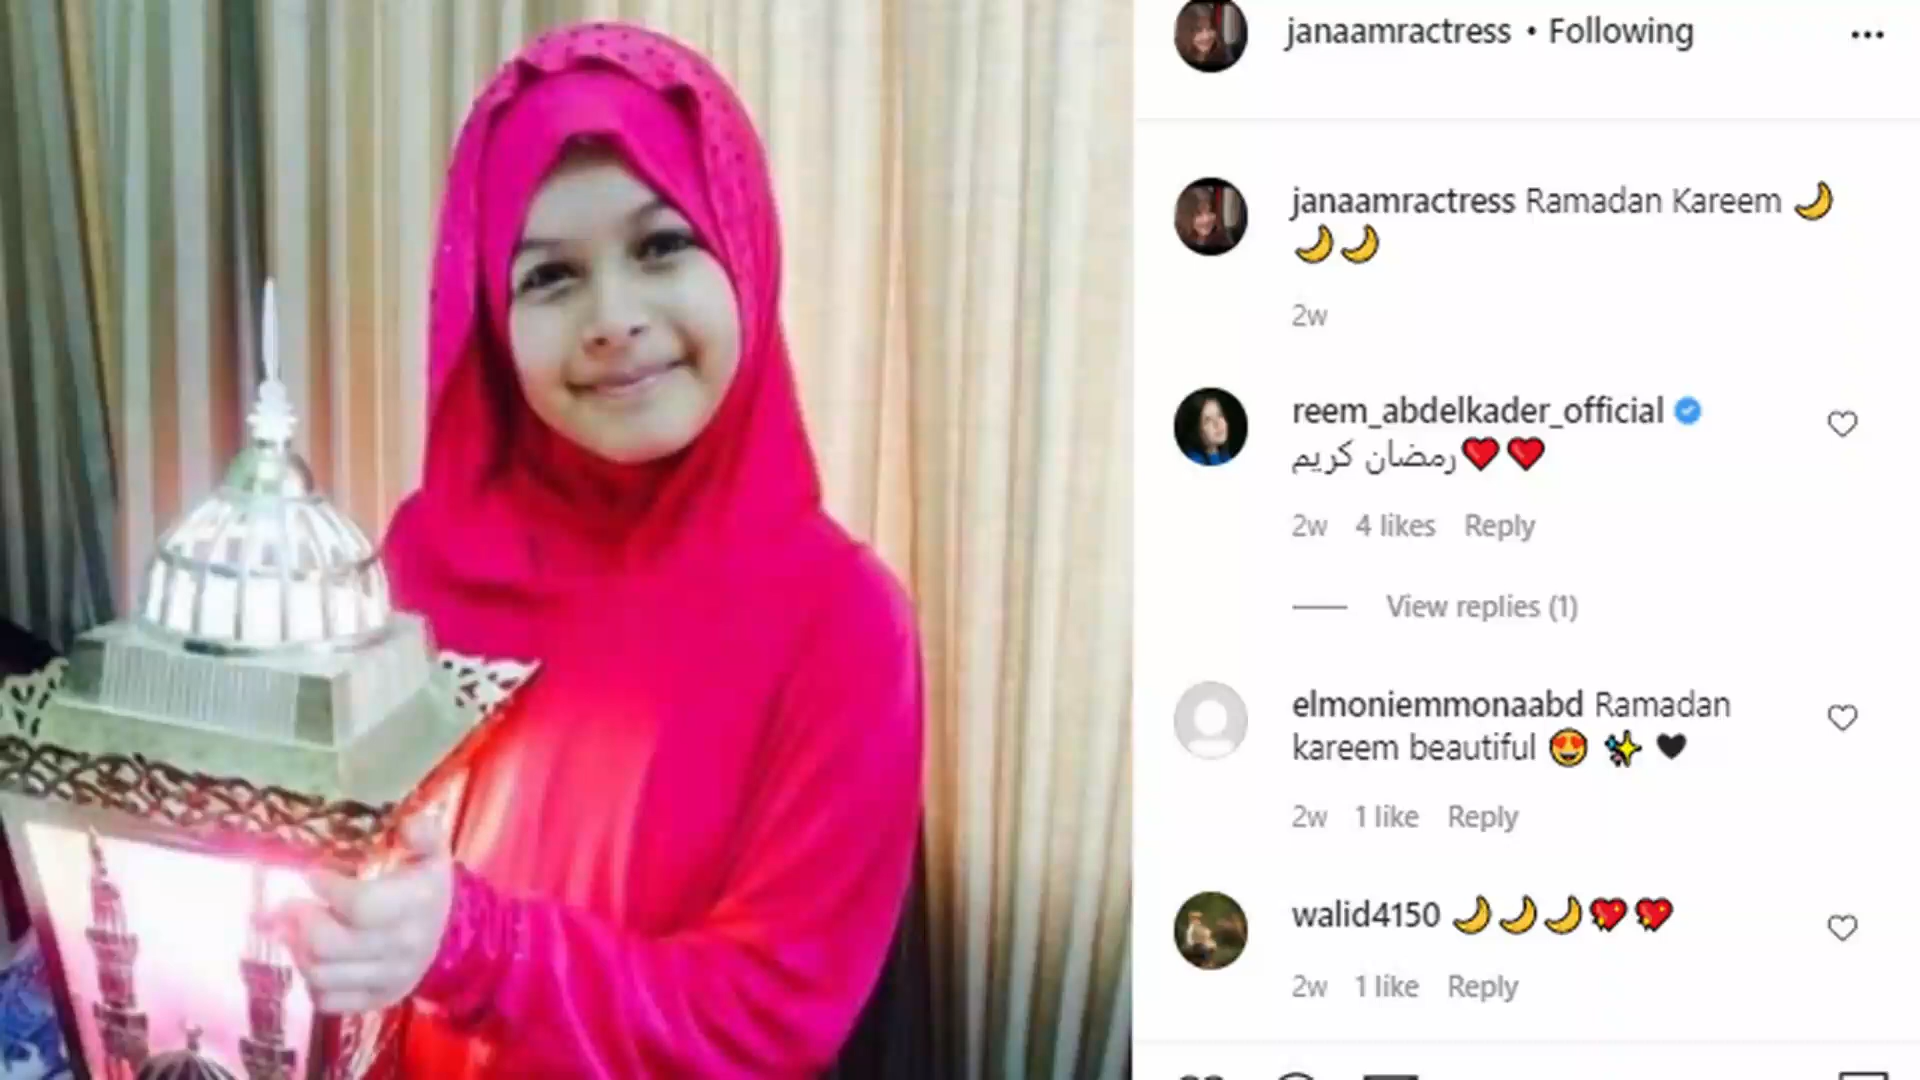 janaamractress • Following
janaamractress Ramadan Kareem 🌙
🌙🌙
2w
reem_abdelkader_official
رمضان كريم❤️❤️
2w 4 likes Reply
View replies (1)
elmoniemmonaabd Ramadan
kareem beautiful 😍 ✨ 🖤
2w 1 like Reply
walid4150 🌙🌙🌙💖💖
2w 1 like Reply